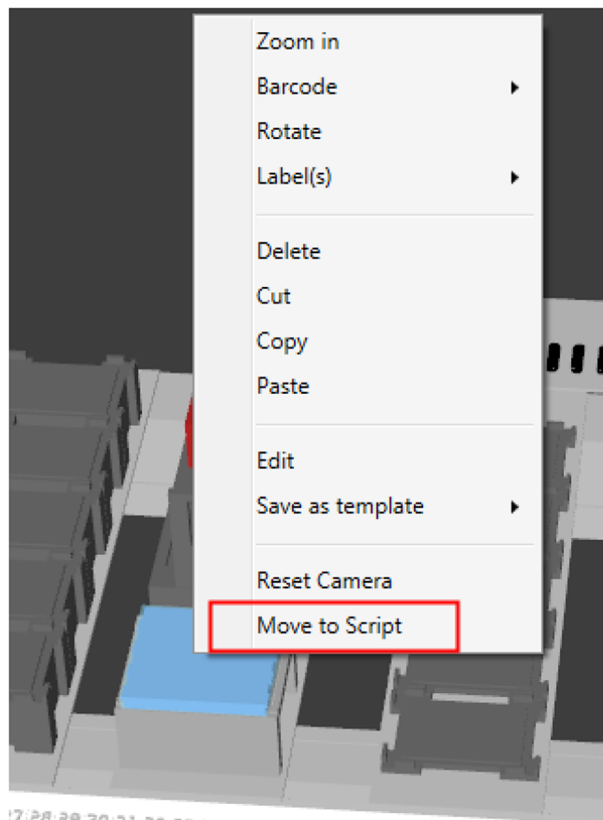 Zoom in
Barcode
Rotate
Label(s)
Delete
Cut
Copy
Paste
Edit
Save as template
Reset Camera
Move to Script